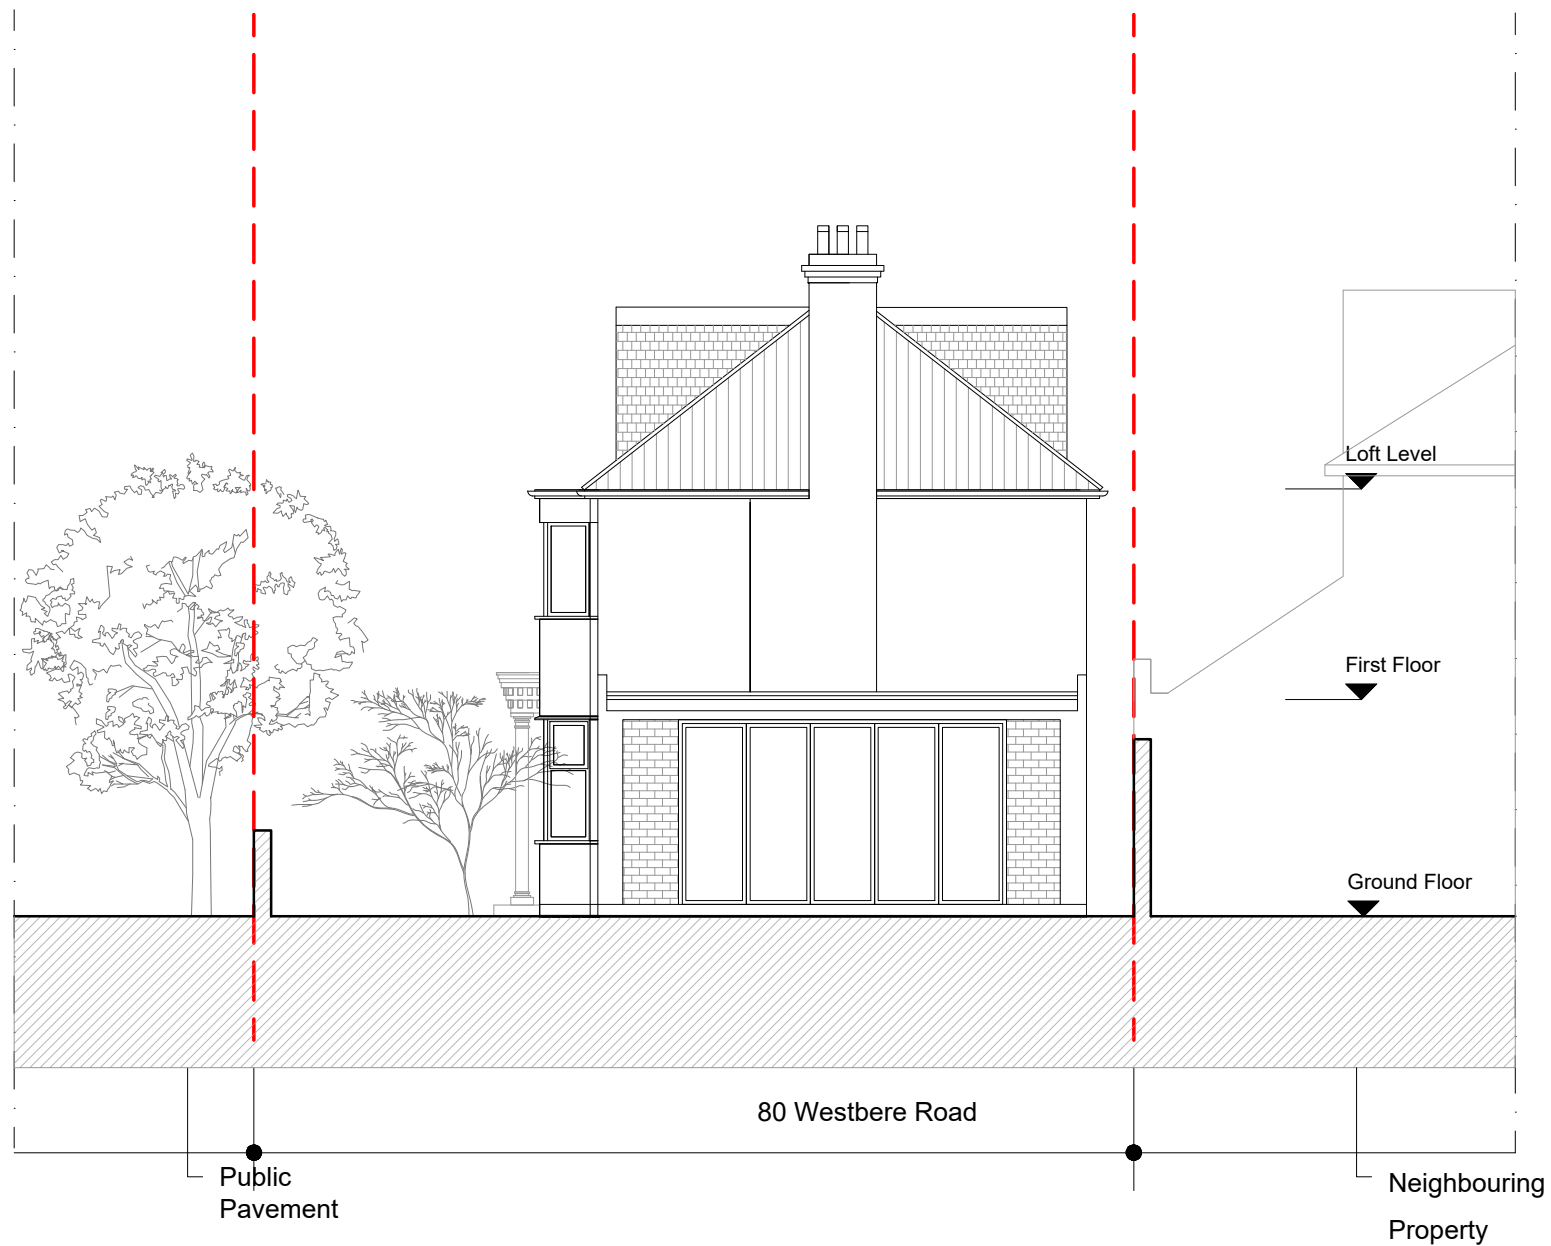 Loft Level
First Floor
Ground Floor
80 Westbere Road
Public
Pavement
Neighbouring
Property